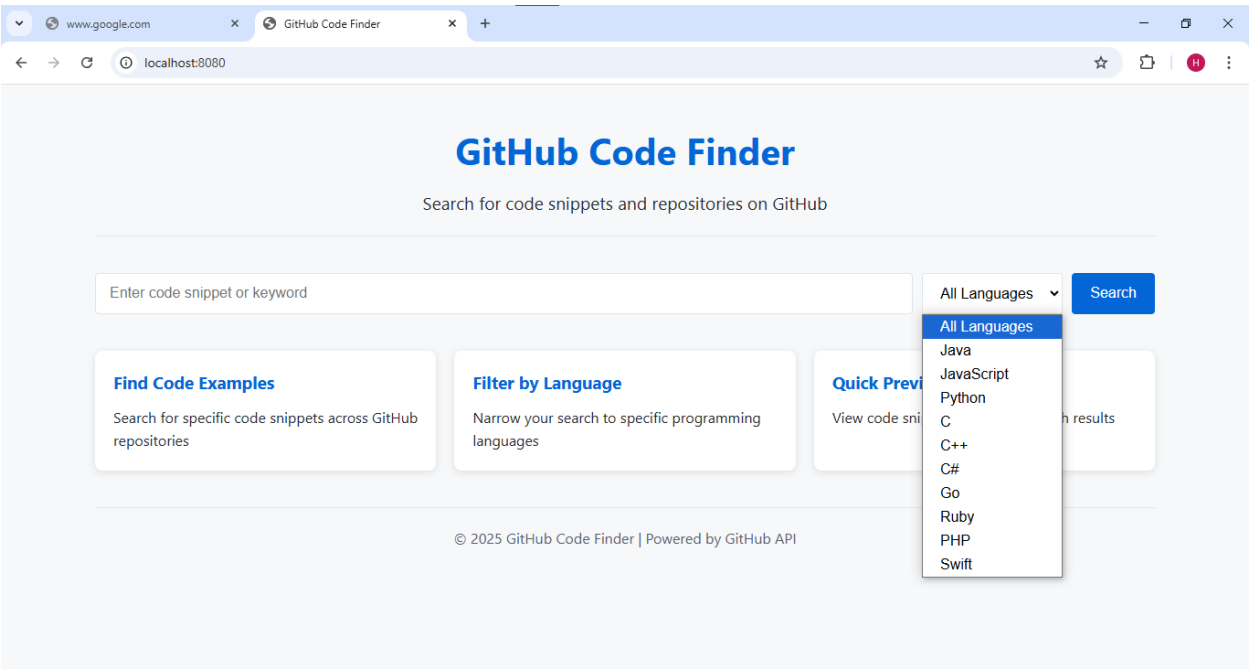 www.google.com
GitHub Code Finder
localhost:8080
H
GitHub Code Finder
Search for code snippets and repositories on GitHub
Enter code snippet or keyword
All Languages
Search
All Languages
Java
JavaScript
Python
C
C++
C#
Go
Ruby
PHP
Swift
Find Code Examples
Search for specific code snippets across GitHub
repositories
Filter by Language
Narrow your search to specific programming
languages
Quick Previ
View code sni h results
© 2025 GitHub Code Finder | Powered by GitHub API